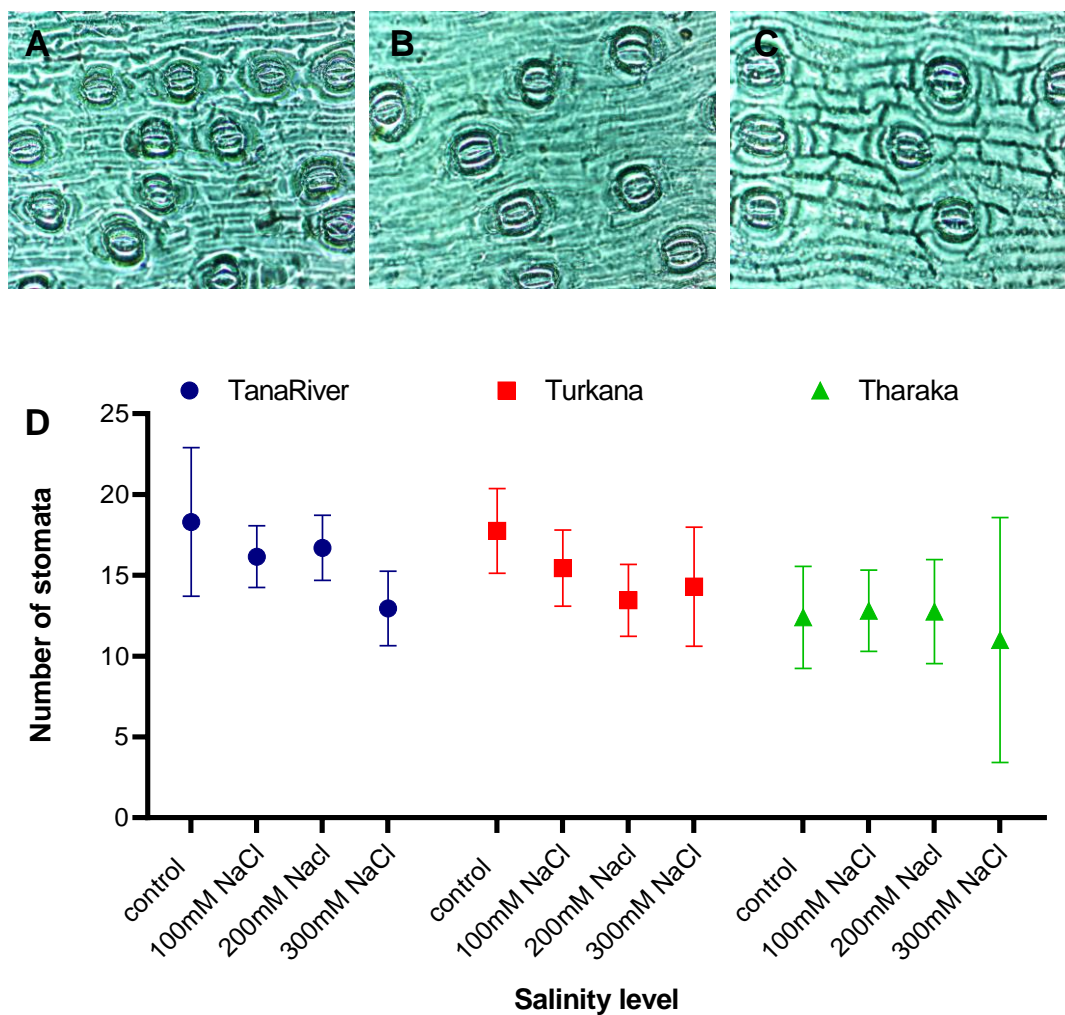 A
B
C
TanaRiver
Turkana
Tharaka
D
25
20
15
10
5
0
Number of stomata
control
100mM NaCl
200mM Nacl
300mM NaCl
control
100mM NaCl
200mM Nacl
300mM NaCl
control
100mM NaCl
200mM Nacl
300mM NaCl
Salinity level